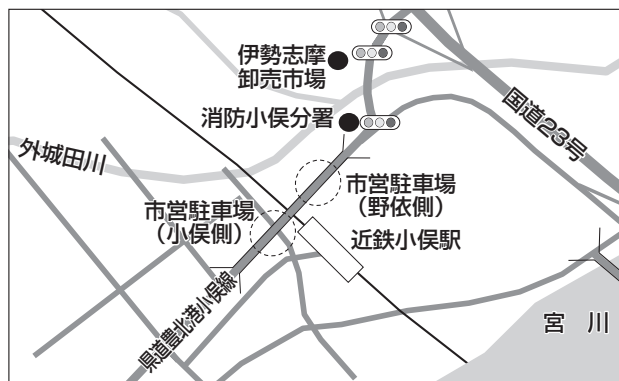 伊勢志摩
卸売市場
消防小俣分署
国道23号
外城田川
市営駐車場
（野依側）
市営駐車場
（小俣側）
近鉄小俣駅
県道豊北港小俣線
宮 川